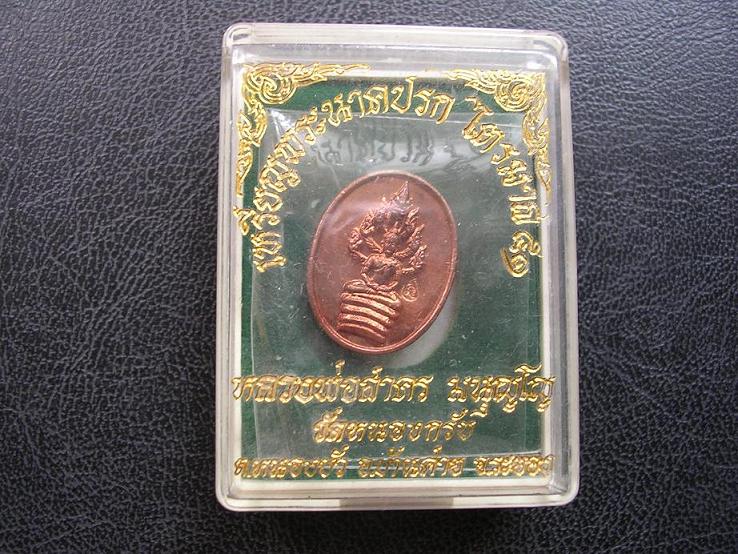 เหรียญพระนาคปรก ไตรมาส ๕๑
หลวงพ่อสาคร มนุญฺโญ
วัดหนองกรับ
ต.หนองบัว อ.บ้านค่าย จ.ระยอง